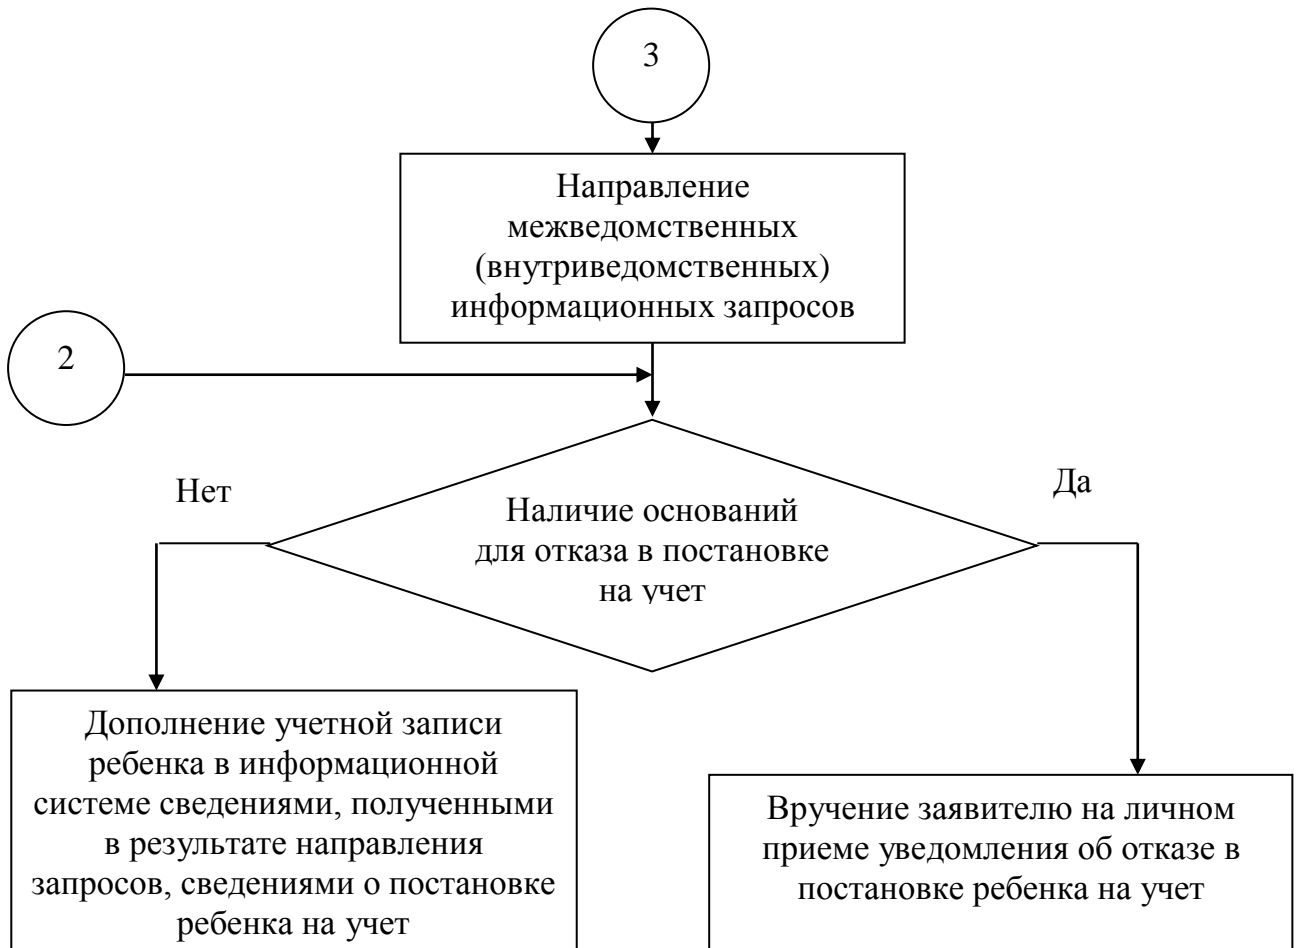 3
Направление
межведомственных
(внутриведомственных)
информационных запросов
2
Нет
Да
Наличие оснований
для отказа в постановке
на учет
Дополнение учетной записи
ребенка в информационной
системе сведениями, полученными
в результате направления
запросов, сведениями о постановке
ребенка на учет
Вручение заявителю на личном
приеме уведомления об отказе в
постановке ребенка на учет